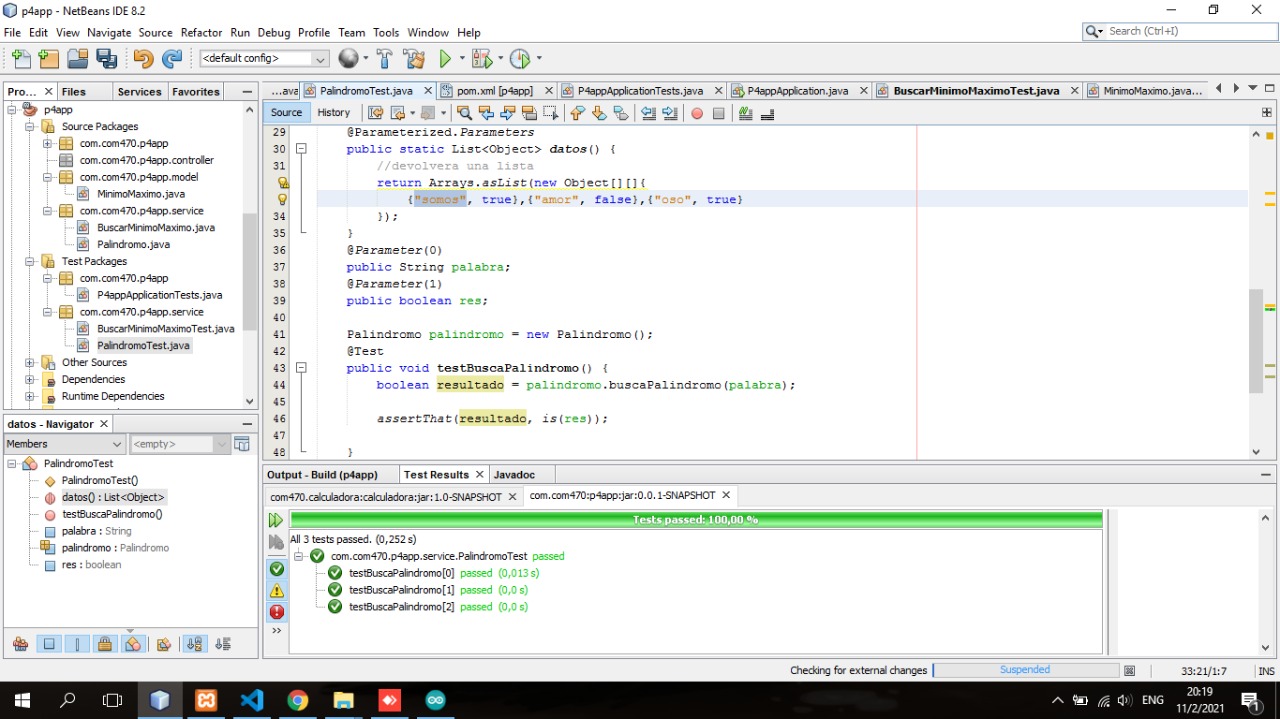 p4app - NetBeans IDE 8.2
File Edit View Navigate Source Refactor Run Debug Profile Team Tools Window Help
Search (Ctrl+I)
<default config>
Pro... Files Services Favorites
p4app
Source Packages
com.com470.p4app
com.com470.p4app.controller
com.com470.p4app.model
MinimoMaximo.java
com.com470.p4app.service
BuscarMinimoMaximo.java
Palindromo.java
Test Packages
com.com470.p4app
P4appApplicationTests.java
com.com470.p4app.service
BuscarMinimoMaximoTest.java
PalindromoTest.java
Other Sources
Dependencies
Runtime Dependencies
datos - Navigator
Members <empty>
PalindromoTest
PalindromoTest()
datos() : List<Object>
testBuscaPalindromo()
palabra : String
palindromo : Palindromo
res : boolean
...ava PalindromoTest.java pom.xml [p4app] P4appApplicationTests.java P4appApplication.java BuscarMinimoMaximoTest.java MinimoMaximo.java...
Source History
29 @Parameterized.Parameters
30 public static List<Object> datos() {
31 //devolvera una lista
return Arrays.asList(new Object[][]{
{"somos", true},{"amor", false},{"oso", true}
34 });
35 }
36 @Parameter(0)
37 public String palabra;
38 @Parameter(1)
39 public boolean res;
40
41 Palindromo palindromo = new Palindromo();
42 @Test
43 public void testBuscaPalindromo() {
44 boolean resultado = palindromo.buscaPalindromo(palabra);
45
46 assertThat(resultado, is(res));
47
48 }
Output - Build (p4app) Test Results Javadoc
com470.calculadora:calculadora:jar:1.0-SNAPSHOT com.com470:p4app:jar:0.0.1-SNAPSHOT
Tests passed: 100,00 %
All 3 tests passed. (0,252 s)
com.com470.p4app.service.PalindromoTest passed
testBuscaPalindromo[0] passed (0,013 s)
testBuscaPalindromo[1] passed (0,0 s)
testBuscaPalindromo[2] passed (0,0 s)
Checking for external changes Suspended 33:21/1:7 INS
ENG
20:19
11/2/2021
1